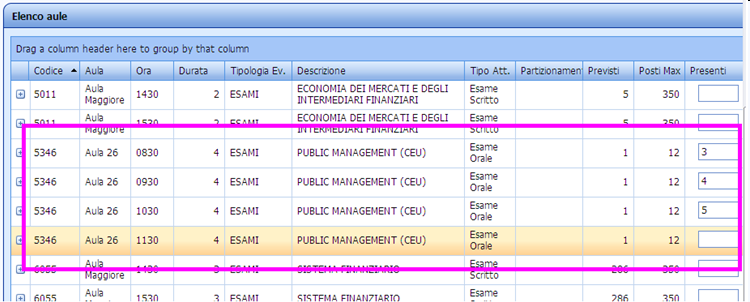 Elenco aule
Drag a column header here to group by that column
Codice Aula Ora Durata Tipologia Ev. Descrizione Tipo Att. Partizionament Previsti Posti Max Presenti
5011 Aula Maggiore 1430 2 ESAMI ECONOMIA DEI MERCATI E DEGLI INTERMEDIARI FINANZIARI Esame Scritto 5 350
5011 Aula Maggiore 1530 2 ESAMI ECONOMIA DEI MERCATI E DEGLI INTERMEDIARI FINANZIARI Esame Scritto 5 350
5346 Aula 26 0830 4 ESAMI PUBLIC MANAGEMENT (CEU) Esame Orale 1 12 3
5346 Aula 26 0930 4 ESAMI PUBLIC MANAGEMENT (CEU) Esame Orale 1 12 4
5346 Aula 26 1030 4 ESAMI PUBLIC MANAGEMENT (CEU) Esame Orale 1 12 5
5346 Aula 26 1130 4 ESAMI PUBLIC MANAGEMENT (CEU) Esame Orale 1 12
6055 Aula Maggiore 1430 3 ESAMI SISTEMA FINANZIARIO Esame Scritto 286 350
6055 Aula 1530 3 ESAMI SISTEMA FINANZIARIO Esame 286 350